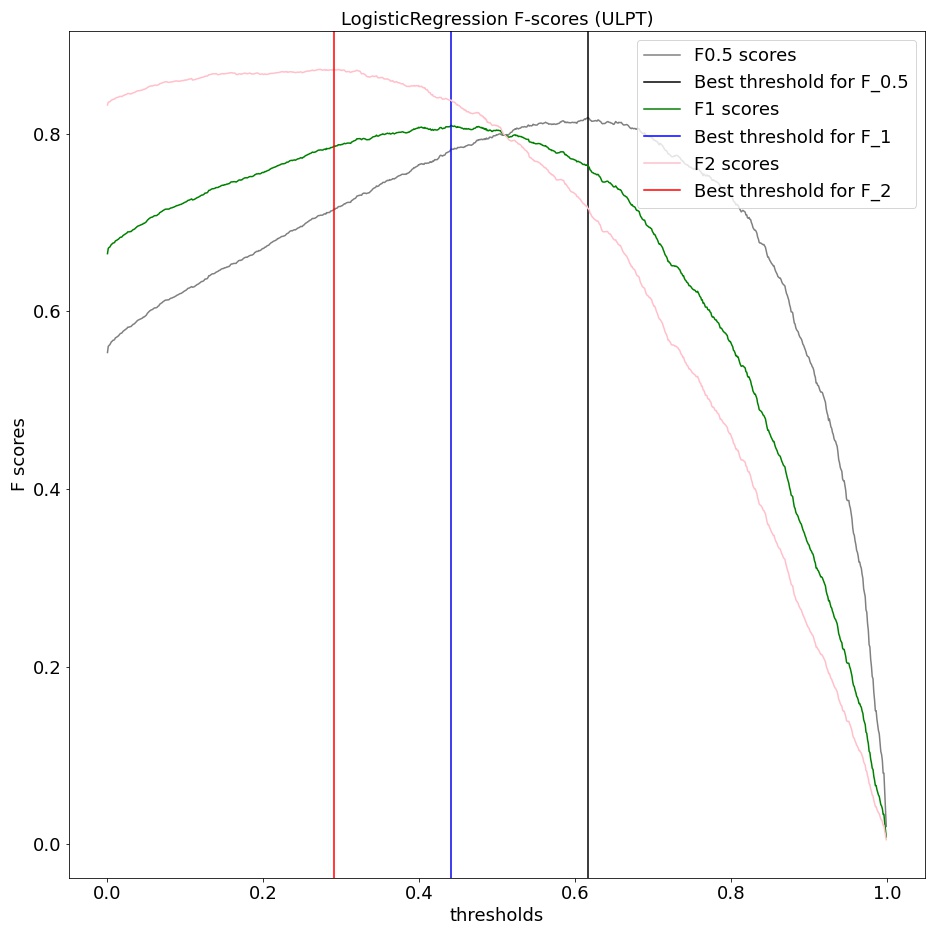 LogisticRegression F-scores (ULPT)
F0.5 scores
Best threshold for F_0.5
F1 scores
Best threshold for F_1
F2 scores
Best threshold for F_2
F scores
0.8
0.6
0.4
0.2
0.0
0.0 0.2 0.4 0.6 0.8 1.0
thresholds